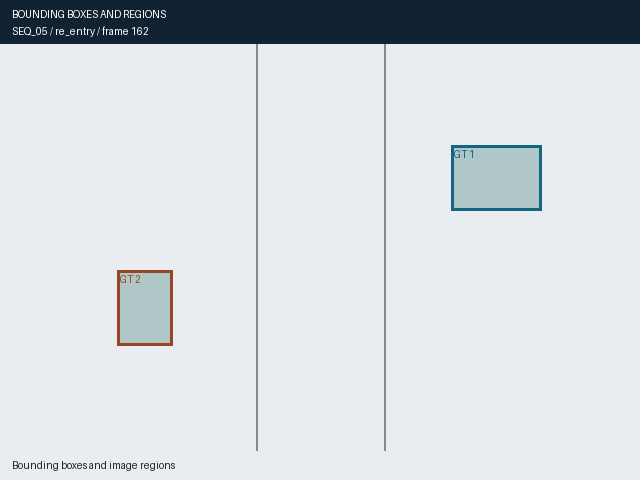 BOUNDING BOXES AND REGIONS
SEQ_05 / re_entry / frame 162
GT1
GT2
Bounding boxes and image regions